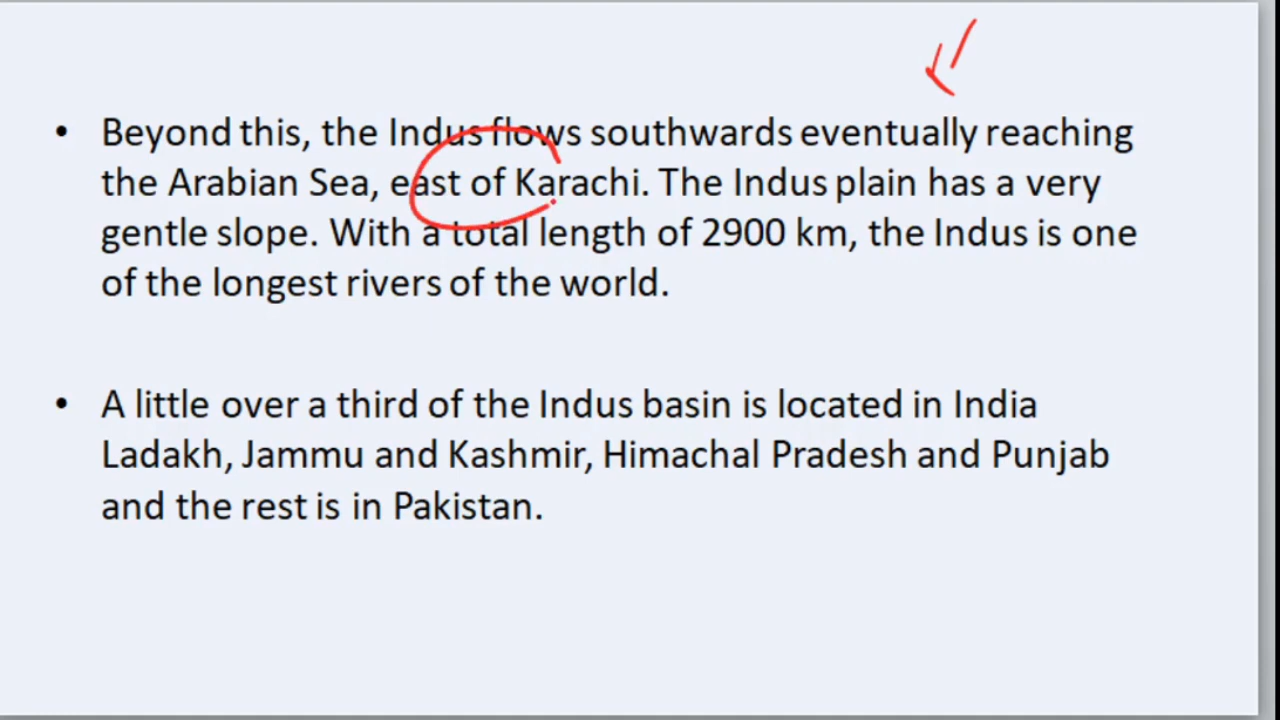 • Beyond this, the Indus flows southwards eventually reaching
the Arabian Sea, east of Karachi. The Indus plain has a very
gentle slope. With a total length of 2900 km, the Indus is one
of the longest rivers of the world.
• A little over a third of the Indus basin is located in India
Ladakh, Jammu and Kashmir, Himachal Pradesh and Punjab
and the rest is in Pakistan.